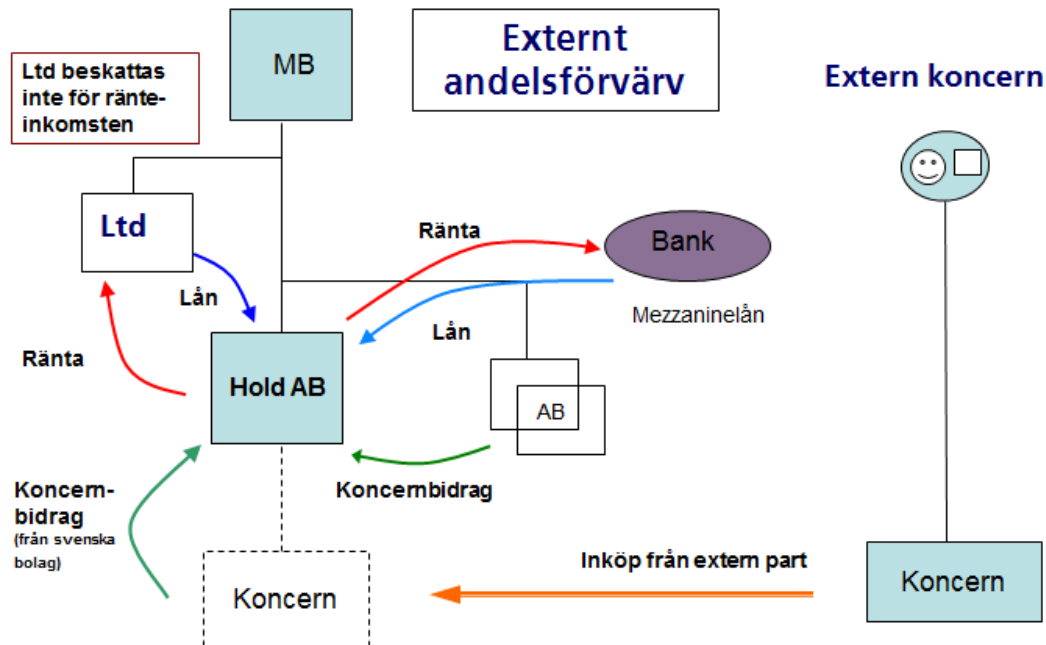 Externt
andelsförvärv
Extern koncern
MB
Ltd beskattas
inte för ränte-
inkomsten
Ltd
Ränta
Bank
Lån
Mezzaninelån
Lån
Ränta
Hold AB
AB
Koncernbidrag
Koncern-
bidrag
(från svenska
bolag)
Inköp från extern part
Koncern
Koncern